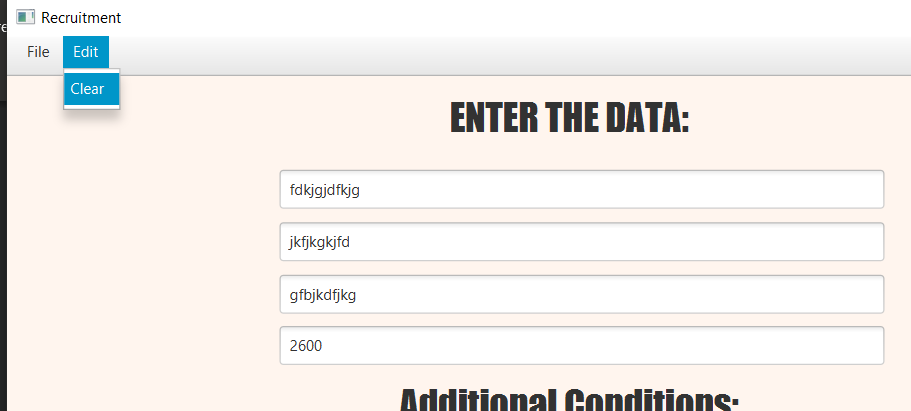 Recruitment
File Edit
Clear
ENTER THE DATA:
fdkjgjdfkjg
jkfjkgkjfd
gfbjkdfjkg
2600
Additional Conditions: